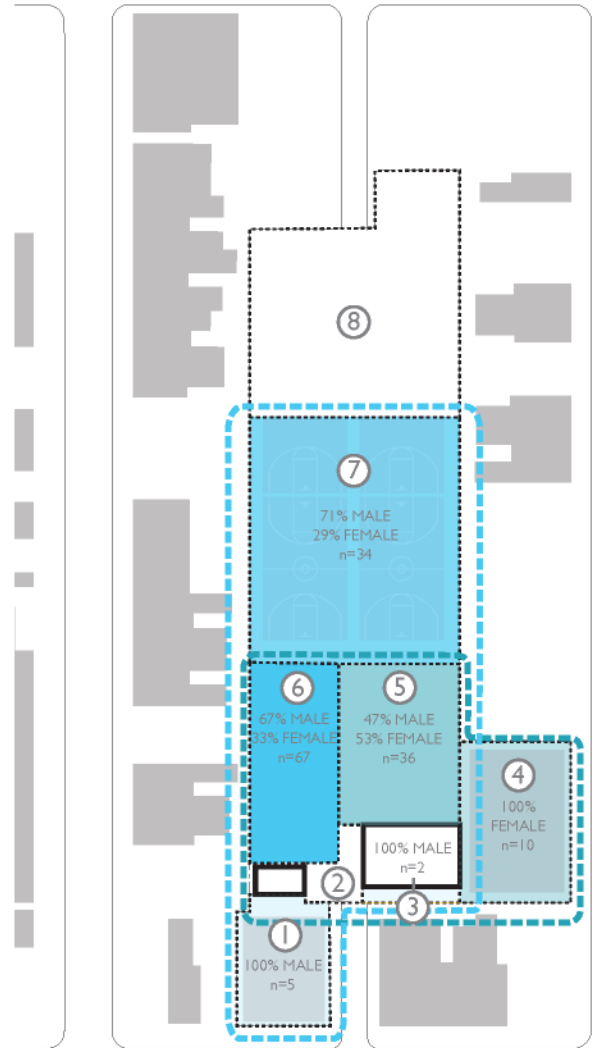 8
7
71% MALE
29% FEMALE
n=34
6
67% MALE
33% FEMALE
n=67
5
47% MALE
53% FEMALE
n=36
4
100%
FEMALE
n=10
100% MALE
n=2
2
3
1
100% MALE
n=5